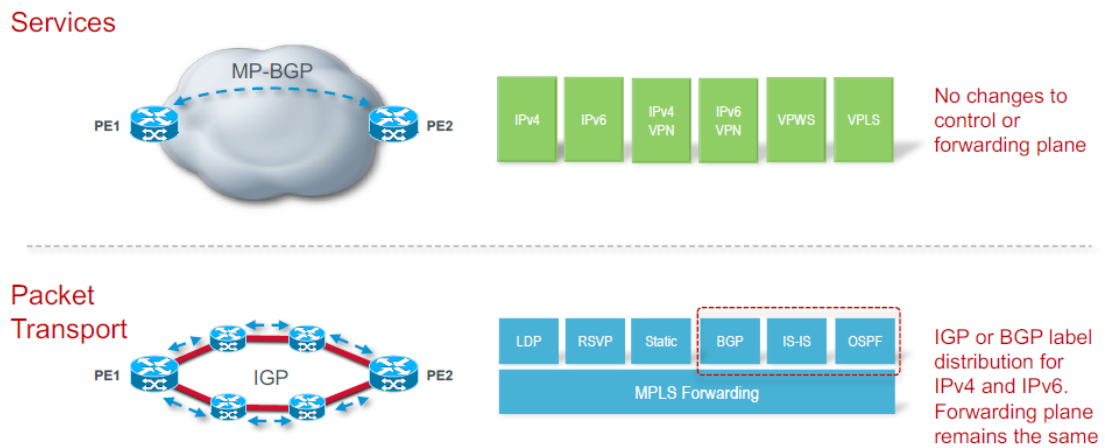 Services
MP-BGP
PE1
PE2
IPv4
IPv6
IPv4
VPN
IPv6
VPN
VPWS
VPLS
No changes to
control or
forwarding plane
Packet
Transport
PE1
IGP
PE2
LDP
RSVP
Static
BGP
IS-IS
OSPF
MPLS Forwarding
IGP or BGP label
distribution for
IPv4 and IPv6.
Forwarding plane
remains the same